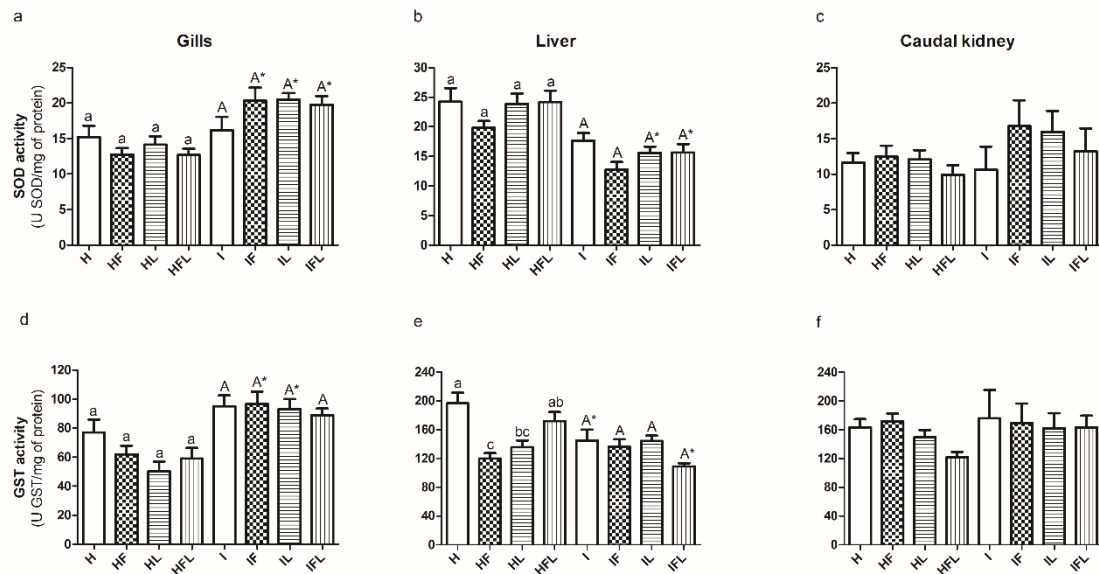 a
b
c
Gills
Liver
Caudal kidney
SOD activity
(U SOD/mg of protein)
25
20
15
10
5
0
a
a
a
a
A
A*
A*
A*
H
HF
HL
HFL
I
IF
IL
IFL
30
25
20
15
10
5
0
a
a
a
a
A
A
A*
A*
H
HF
HL
HFL
I
IF
IL
IFL
25
20
15
10
5
0
H
HF
HL
HFL
I
IF
IL
IFL
d
e
f
GST activity
(U GST/mg of protein)
120
100
80
60
40
20
0
a
a
a
a
A
A*
A*
A
H
HF
HL
HFL
I
IF
IL
IFL
240
200
160
120
80
40
0
a
c
bc
ab
A*
A
A
A*
H
HF
HL
HFL
I
IF
IL
IFL
240
200
160
120
80
40
0
H
HF
HL
HFL
I
IF
IL
IFL